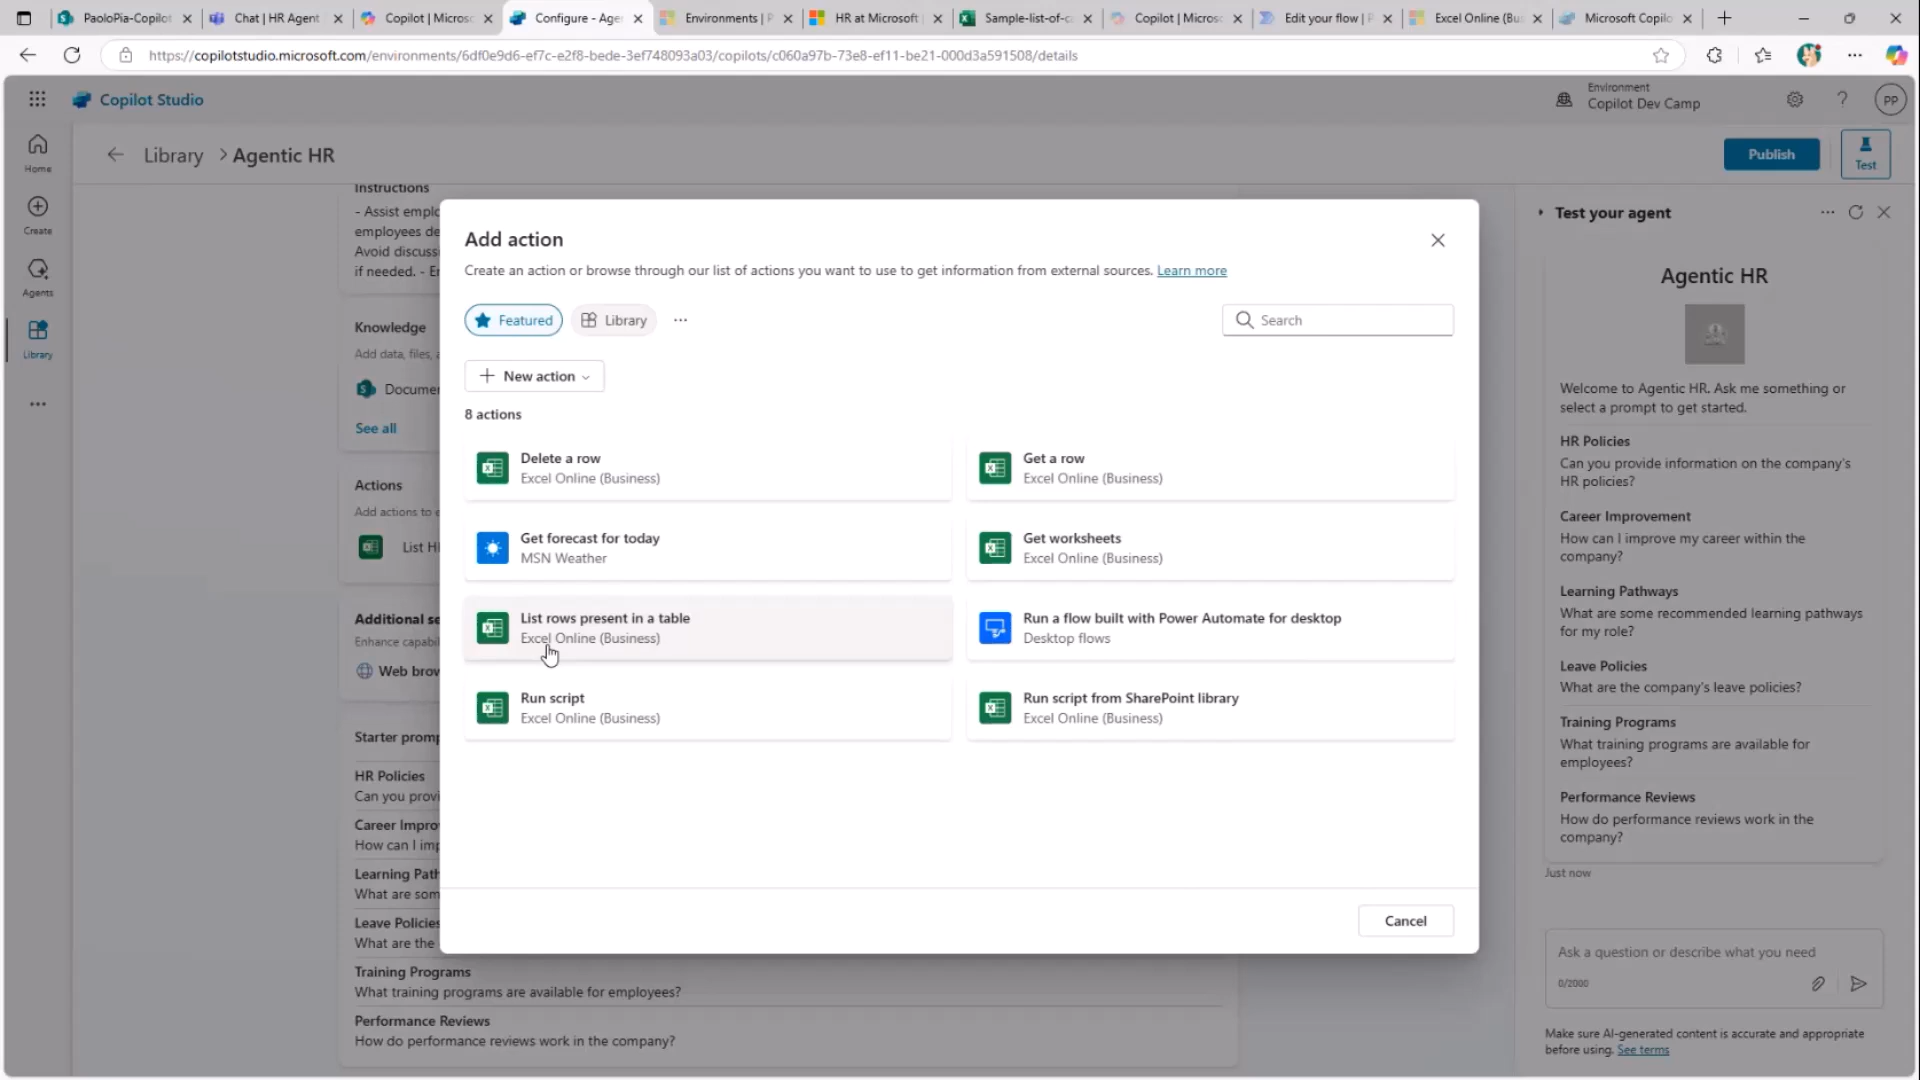 PaoloPia-Copilot
Chat | HR Agent
Copilot | Micros
Configure - Age
Environments | P
HR at Microsoft
Sample-list-of-c
Copilot | Micros
Edit your flow | P
Excel Online (Bu
Microsoft Copilo
https://copilotstudio.microsoft.com/environments/6df0e9d6-ef7c-e2f8-bede-3ef748093a03/copilots/c060a97b-73e8-ef11-be21-000d3a591508/details
Copilot Studio
Environment
Copilot Dev Camp
PP
Home
Create
Agents
Library
Library > Agentic HR
Publish
Test
Instructions
- Assist emplo
employees de
Avoid discuss
if needed. - En
Knowledge
Add data, files, a
Documen
See all
Actions
Add actions to e
List H
Additional se
Enhance capabil
Web brow
Starter promp
HR Policies
Can you provi
Career Impro
How can I imp
Learning Path
What are som
Leave Policies
What are the
Training Programs
What training programs are available for employees?
Performance Reviews
How do performance reviews work in the company?
Add action
Create an action or browse through our list of actions you want to use to get information from external sources. Learn more
Featured
Library
Search
New action
8 actions
Delete a row
Excel Online (Business)
Get a row
Excel Online (Business)
Get forecast for today
MSN Weather
Get worksheets
Excel Online (Business)
List rows present in a table
Excel Online (Business)
Run a flow built with Power Automate for desktop
Desktop flows
Run script
Excel Online (Business)
Run script from SharePoint library
Excel Online (Business)
Cancel
Test your agent
Agentic HR
Welcome to Agentic HR. Ask me something or
select a prompt to get started.
HR Policies
Can you provide information on the company's
HR policies?
Career Improvement
How can I improve my career within the
company?
Learning Pathways
What are some recommended learning pathways
for my role?
Leave Policies
What are the company's leave policies?
Training Programs
What training programs are available for
employees?
Performance Reviews
How do performance reviews work in the
company?
Just now
Ask a question or describe what you need
0/2000
Make sure AI-generated content is accurate and appropriate
before using. See terms